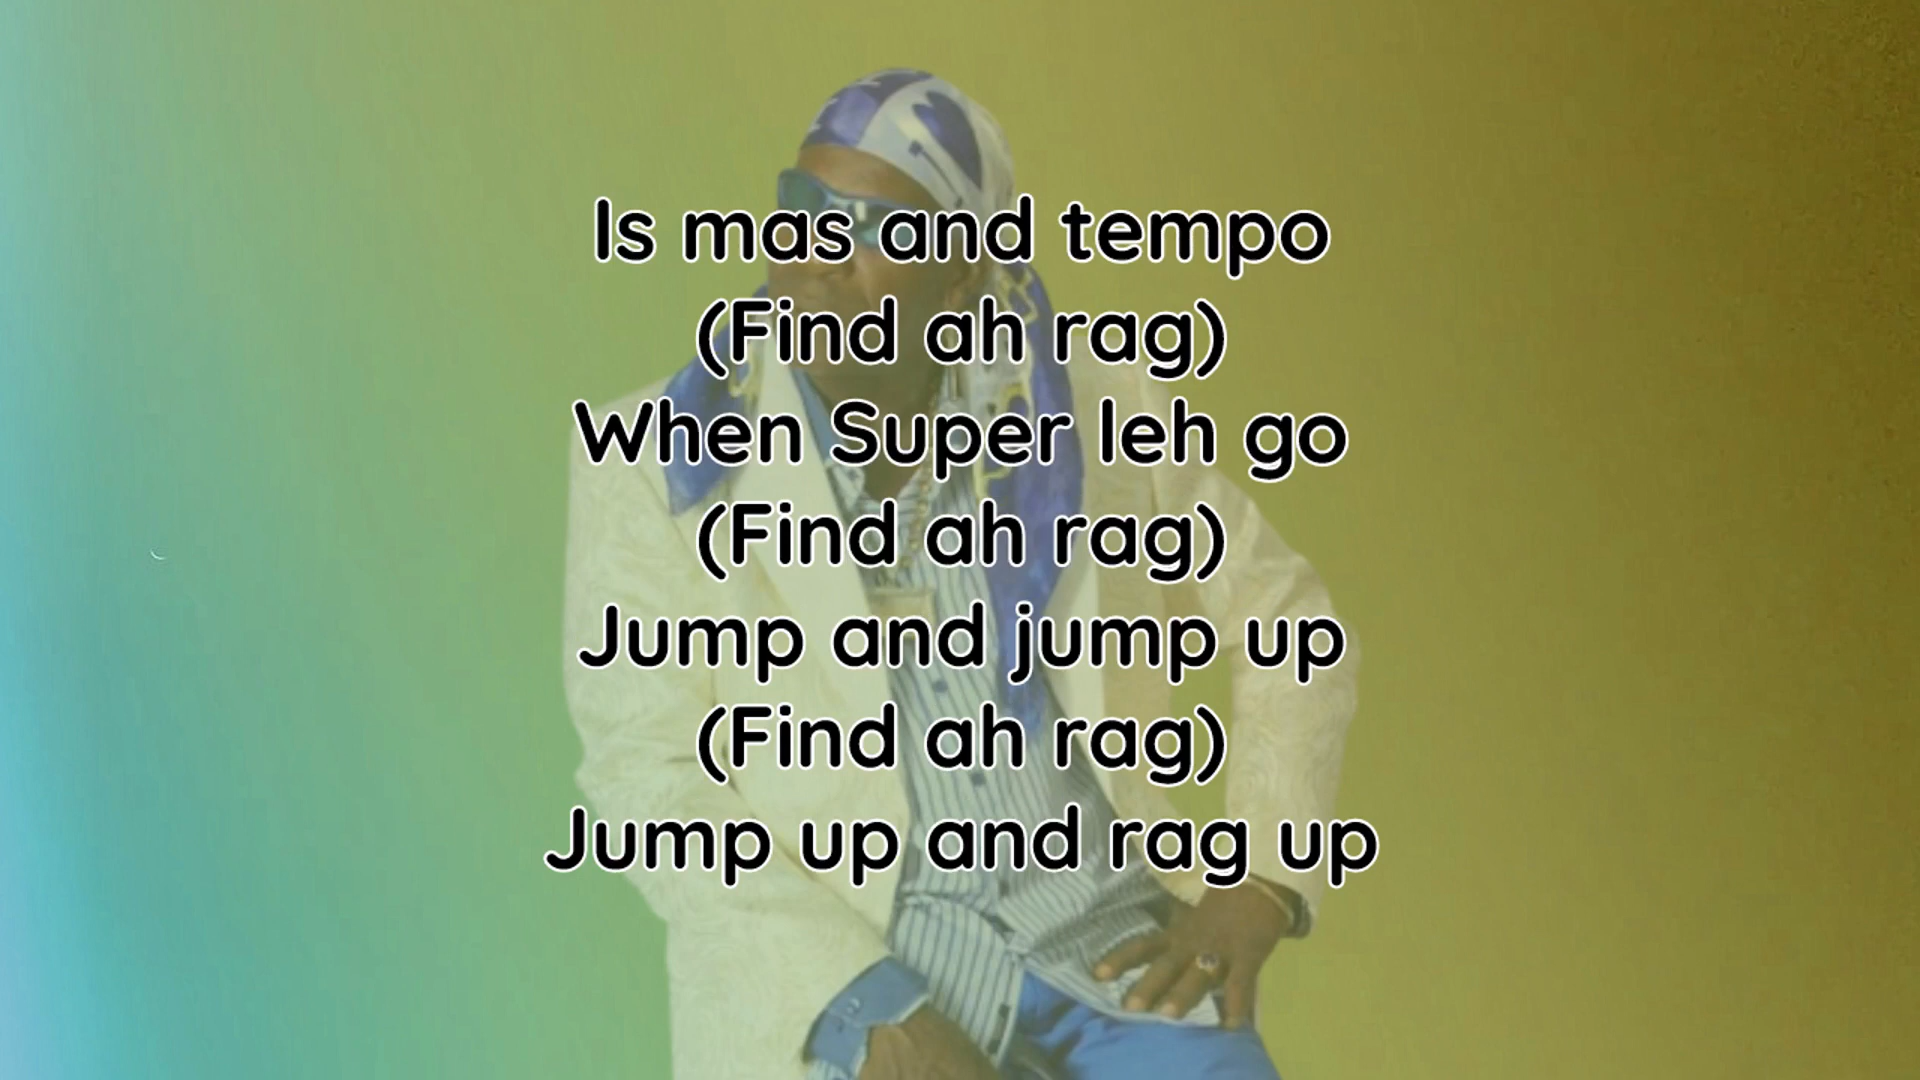 Is mas and tempo
(Find ah rag)
When Super leh go
(Find ah rag)
Jump and jump up
(Find ah rag)
Jump up and rag up